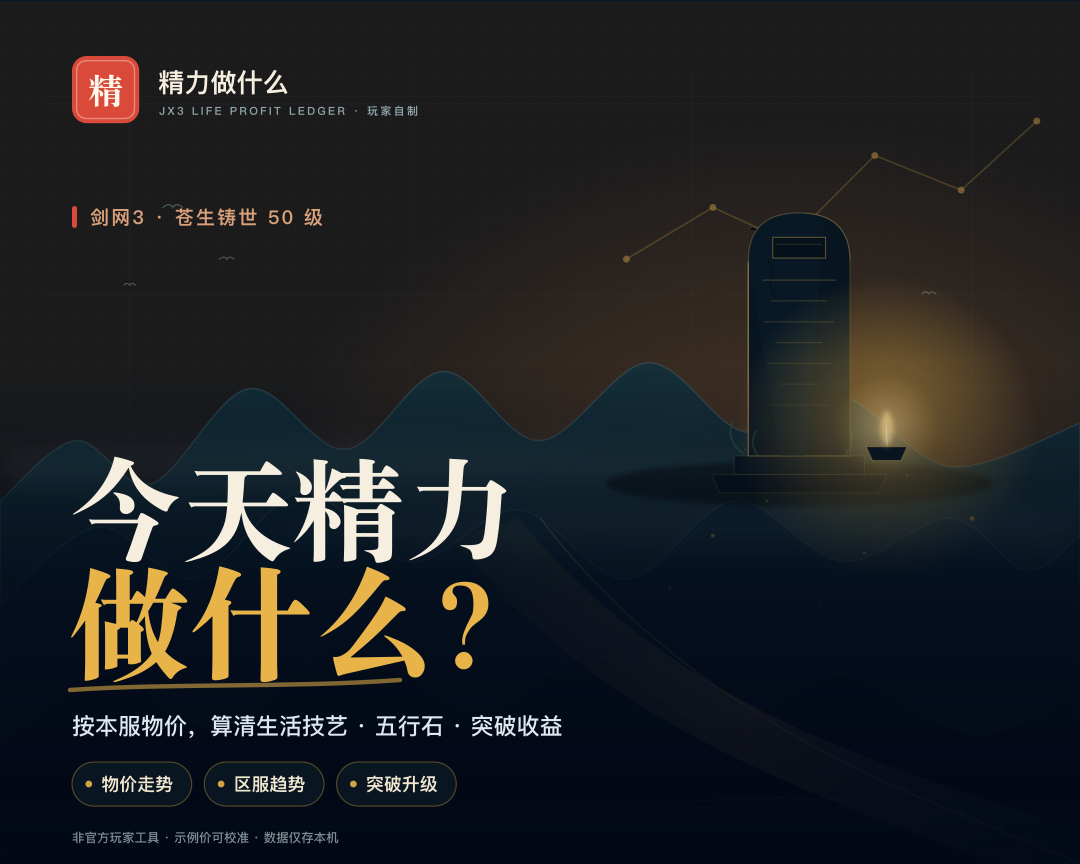 精
精力做什么
JX3 LIFE PROFIT LEDGER · 玩家自制
剑网3 · 苍生铸世 50 级
今天精力
做什么？
按本服物价，算清生活技艺 · 五行石 · 突破收益
物价走势
区服趋势
突破升级
非官方玩家工具 · 示例价可校准 · 数据仅存本机